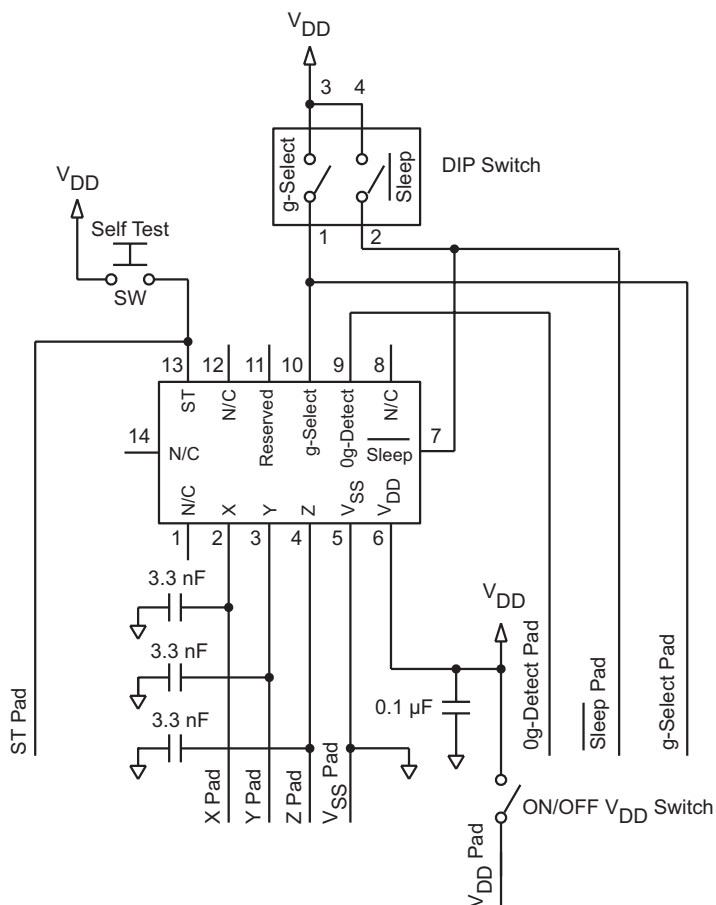 VDD
3 4
g-Select
Sleep
DIP Switch
1 2
VDD
Self Test
SW
13 12 11 10 9 8
ST
N/C
Reserved
g-Select
0g-Detect
N/C
14
N/C
Sleep
7
N/C
X
Y
Z
VSS
VDD
1 2 3 4 5 6
3.3 nF
3.3 nF
3.3 nF
VDD
0.1 µF
ST Pad
X Pad
Y Pad
Z Pad
VSS Pad
0g-Detect Pad
Sleep Pad
g-Select Pad
ON/OFF VDD Switch
VDD Pad